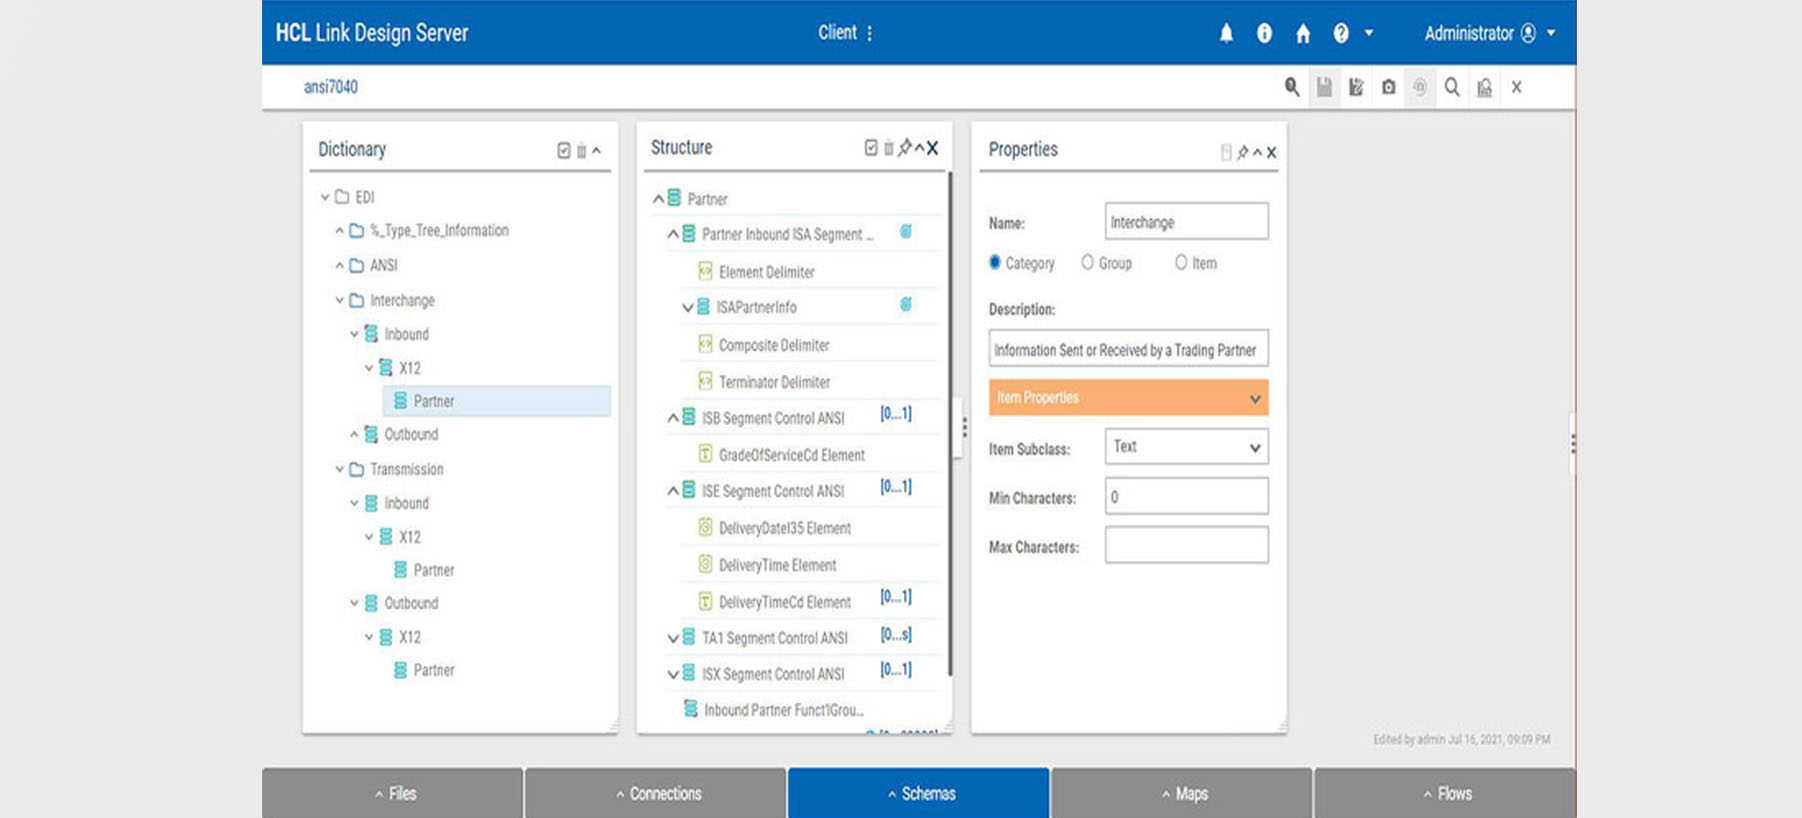 HCL Link Design Server
Client
Administrator
ansi7040
Dictionary
EDI
%_Type_Tree_Information
ANSI
Interchange
Inbound
X12
Partner
Outbound
Transmission
Inbound
X12
Partner
Outbound
X12
Partner
Structure
Partner
Partner Inbound ISA Segment ...
Element Delimiter
ISAPartnerInfo
Composite Delimiter
Terminator Delimiter
ISB Segment Control ANSI [0...1]
GradeOfServiceCd Element
ISE Segment Control ANSI [0...1]
DeliveryDateI35 Element
DeliveryTime Element
DeliveryTimeCd Element [0...1]
TA1 Segment Control ANSI [0...s]
ISX Segment Control ANSI [0...1]
Inbound Partner Funct'lGrou...
Properties
Name: Interchange
Category Group Item
Description:
Information Sent or Received by a Trading Partner
Item Properties
Item Subclass: Text
Min Characters: 0
Max Characters:
Edited by admin Jul 16, 2021, 09:09 PM
Files Connections Schemas Maps Flows